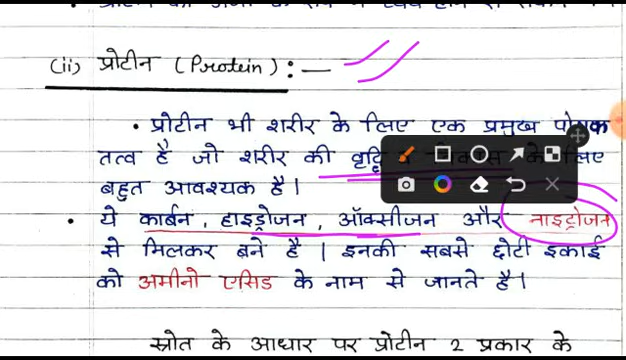 (ii) प्रोटीन (Protein) : —
• प्रोटीन भी शरीर के लिए एक प्रमुख पोषक
तत्व है जो शरीर की वृद्धि व के लिए
बहुत आवश्यक है।
• ये कार्बन, हाइड्रोजन, ऑक्सीजन और नाइट्रोजन
से मिलकर बने है। इनकी सबसे छोटी इकाई
को अमीनो एसिड के नाम से जानते है।
स्रोत के आधार पर प्रोटीन 2 प्रकार के